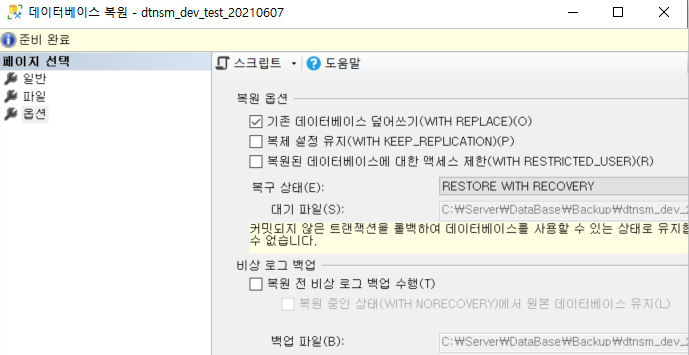 데이터베이스 복원 - dtnsm_dev_test_20210607
준비 완료
페이지 선택
일반
파일
옵션
스크립트
도움말
복원 옵션
기존 데이터베이스 덮어쓰기(WITH REPLACE)(O)
복제 설정 유지(WITH KEEP_REPLICATION)(P)
복원된 데이터베이스에 대한 액세스 제한(WITH RESTRICTED_USER)(R)
복구 상태(E):
RESTORE WITH RECOVERY
대기 파일(S):
C:₩Server₩DataBase₩Backup₩dtnsm_dev_2
커밋되지 않은 트랜잭션을 롤백하여 데이터베이스를 사용할 수 있는 상태로 유지합
수 없습니다.
비상 로그 백업
복원 전 비상 로그 백업 수행(T)
복원 중인 상태(WITH NORECOVERY)에서 원본 데이터베이스 유지(L)
백업 파일(B):
C:₩Server₩DataBase₩Backup₩dtnsm_dev_2